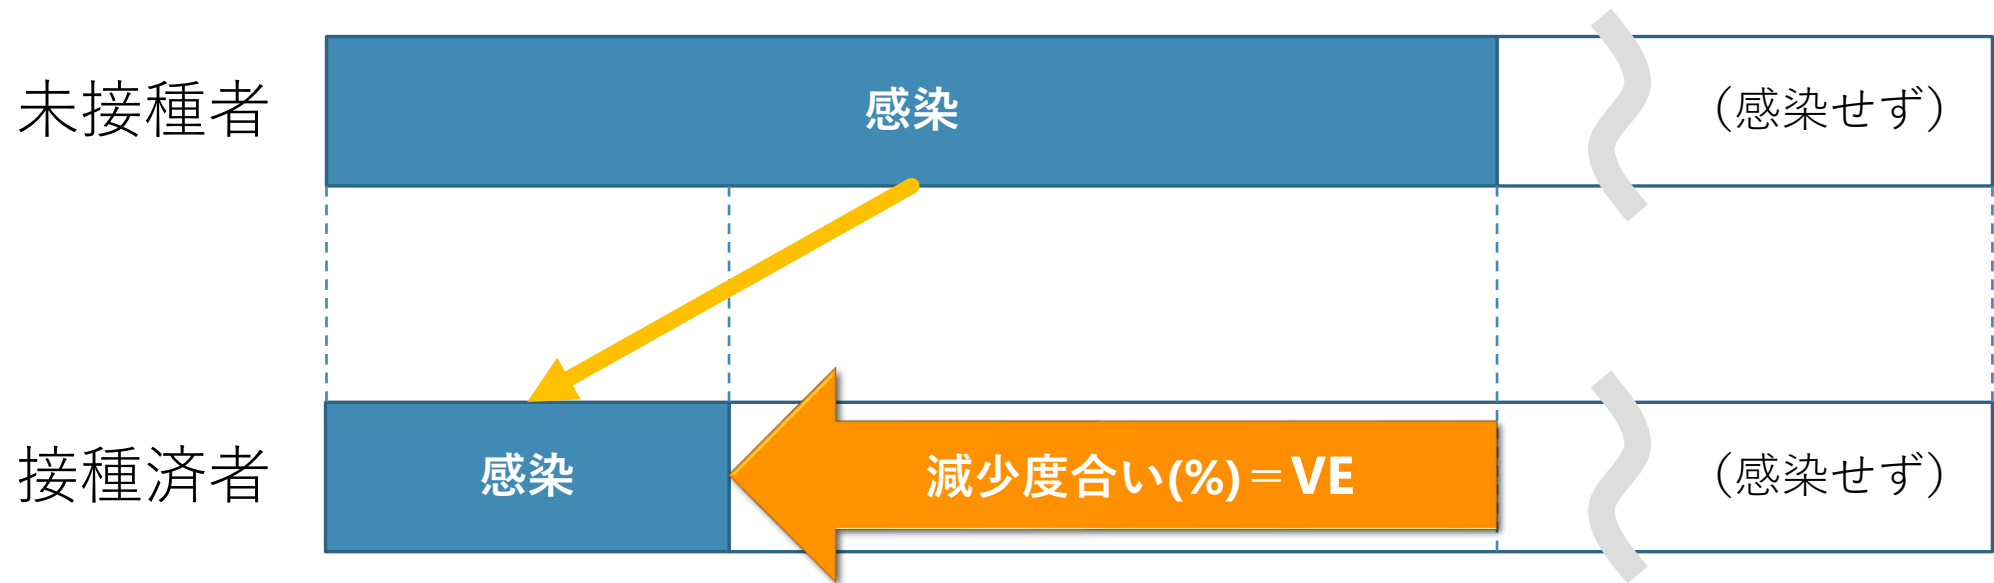 未接種者
感染
（感染せず）
接種済者
感染
減少度合い(%)＝VE
（感染せず）